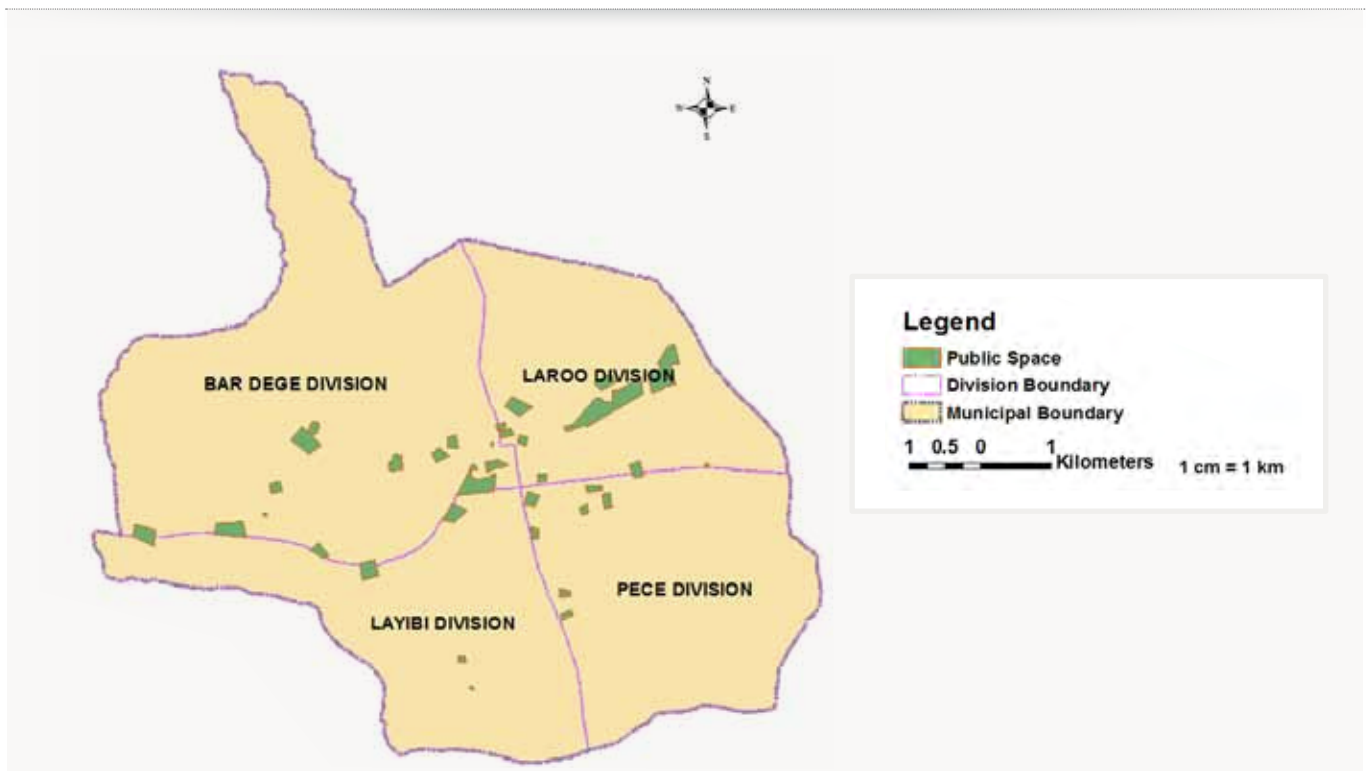 N
W E
S
BAR DEGE DIVISION
LAROO DIVISION
PECE DIVISION
LAYIBI DIVISION
Legend
Public Space
Division Boundary
Municipal Boundary
1 0.5 0 1
Kilometers 1 cm = 1 km